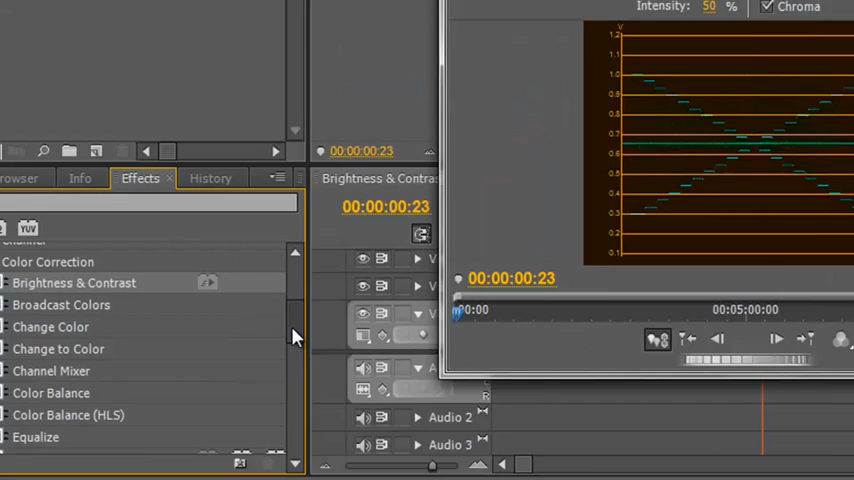 Intensity: 50 % Chroma
V
1.2
1.1
1.0
0.9
0.8
0.7
0.6
0.5
0.4
0.3
0.2
0.1
00:00:00:23
rowser Info Effects × History
Brightness & Contras
00:00:00:23
YUV
Channel
Color Correction
Brightness & Contrast
Broadcast Colors
Change Color
Change to Color
Channel Mixer
Color Balance
Color Balance (HLS)
Equalize
V
V
V
R
Audio 2
Audio 3
00:00:00:23
00:00 00:05:00:00